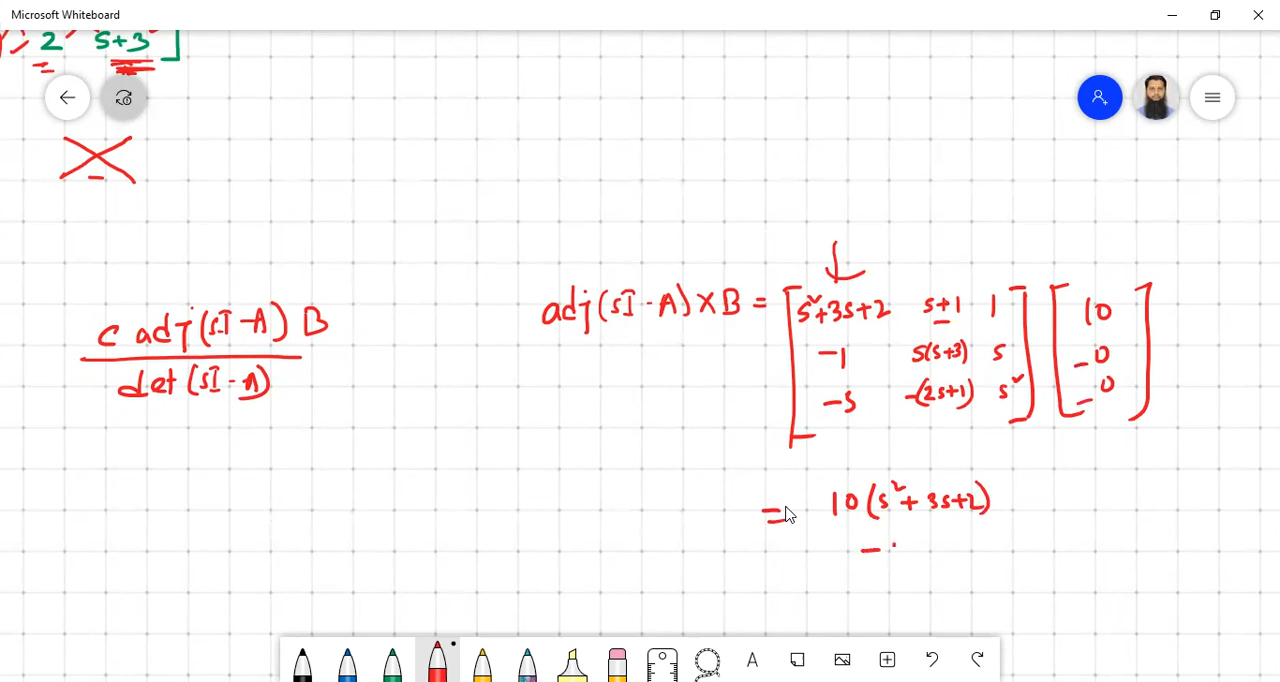 Microsoft Whiteboard
2 s+3 ]
C adj(sI-A) B
det(sI-A)
adj(sI-A)XB = [ s²+3s+2 s+1 1 ] [ 10 ]
-1 s(s+3) s 0
-s -(2s+1) s² 0
= 10(s²+3s+2)
-
A